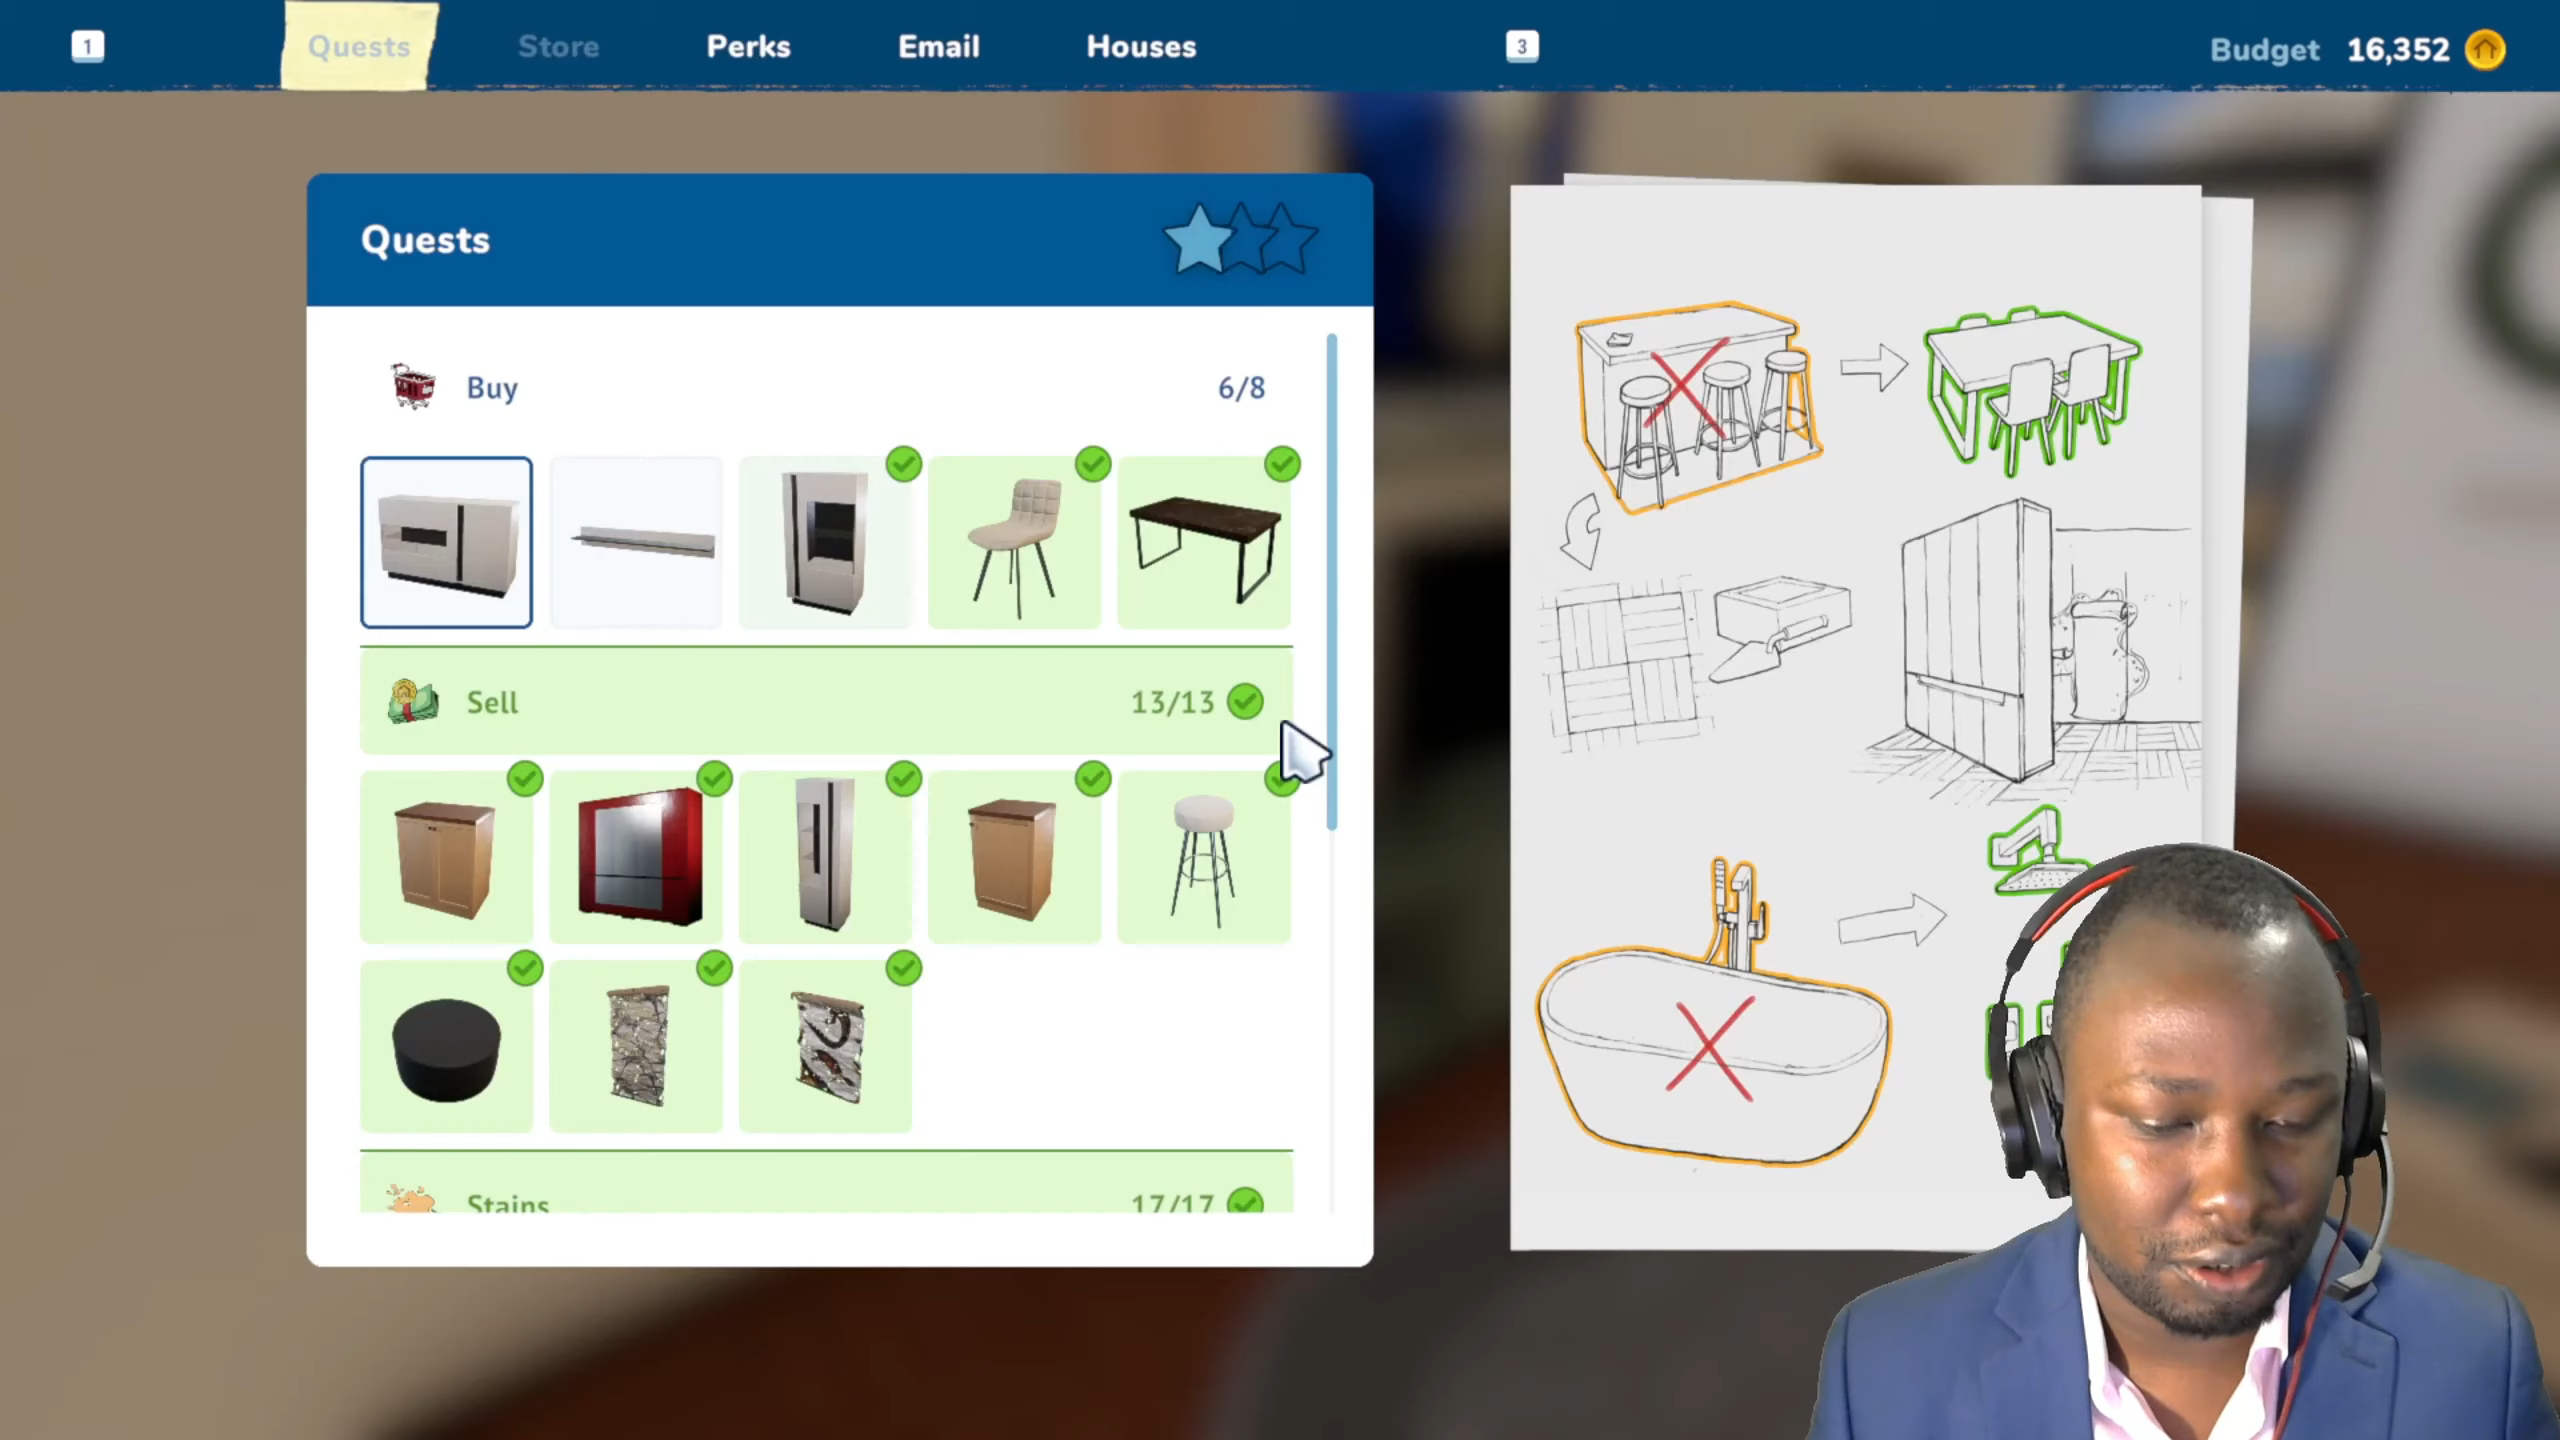 1 Quests Store Perks Email Houses 3 Budget 16,352
Quests
Buy 6/8
Sell 13/13
Stains 17/17